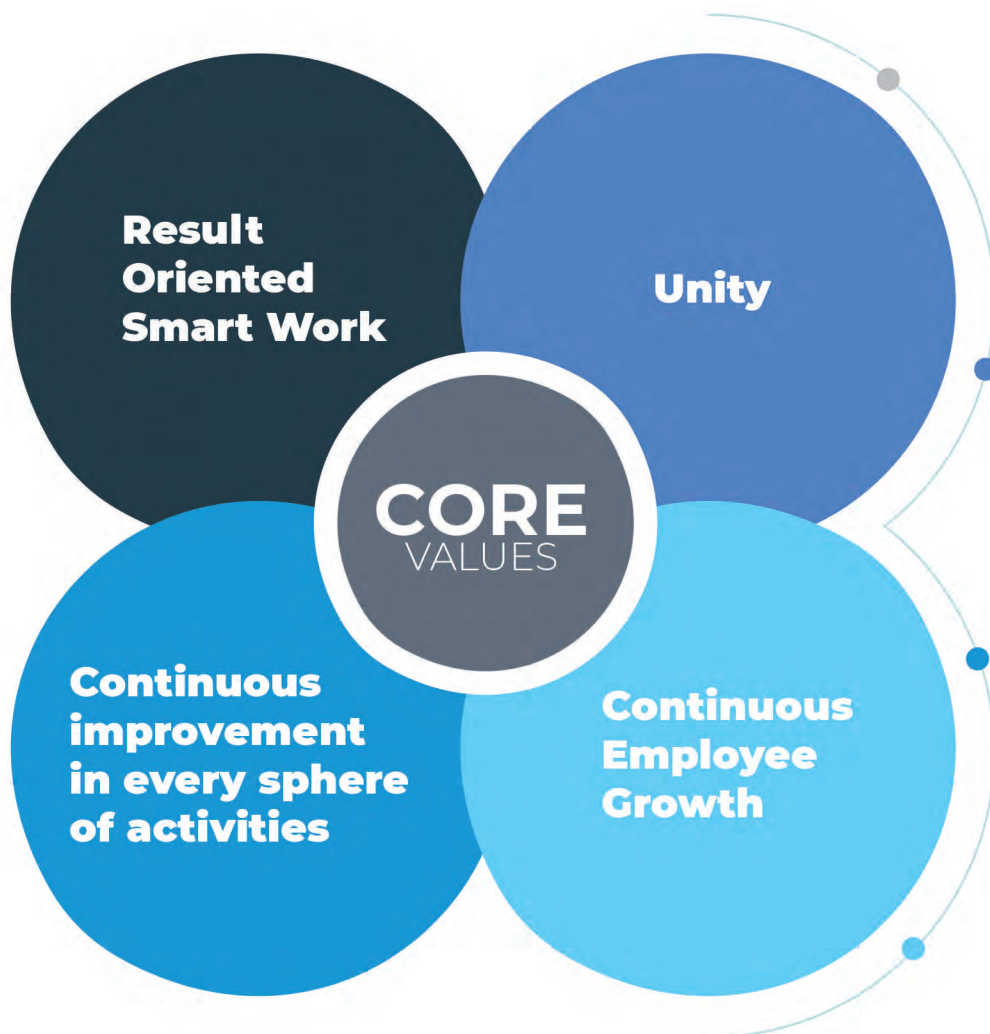 Result
Oriented
Smart Work
Unity
CORE
VALUES
Continuous
improvement
in every sphere
of activities
Continuous
Employee
Growth